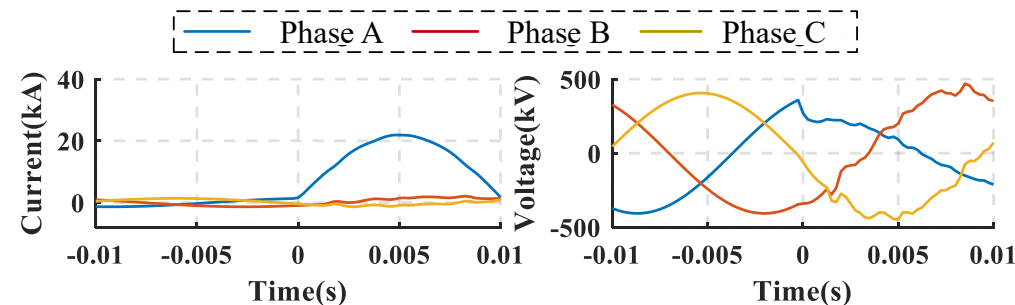 Phase A Phase B Phase C
Current(kA)
40
20
0
-0.01 -0.005 0 0.005 0.01
Time(s)
Voltage(kV)
500
0
-500
-0.01 -0.005 0 0.005 0.01
Time(s)